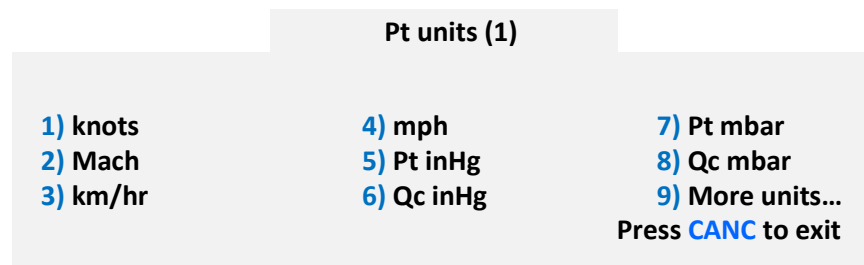 Pt units (1)
1) knots
4) mph
7) Pt mbar
2) Mach
5) Pt inHg
8) Qc mbar
3) km/hr
6) Qc inHg
9) More units…
Press CANC to exit